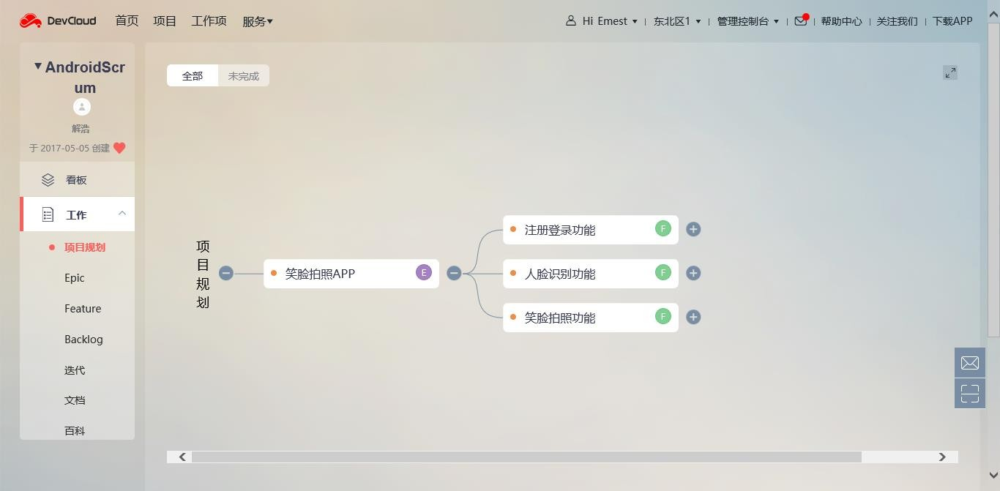 DevCloud 首页 项目 工作项 服务▾ Hi Emest ▾ | 东北区1 ▾ | 管理控制台 ▾ | 帮助中心 | 关注我们 | 下载APP
▾ AndroidScr
um
解浩
于 2017-05-05 创建
看板
工作
项目规划
Epic
Feature
Backlog
迭代
文档
百科
全部 未完成
项
目
规
划
笑脸拍照APP E
注册登录功能 F
人脸识别功能 F
笑脸拍照功能 F